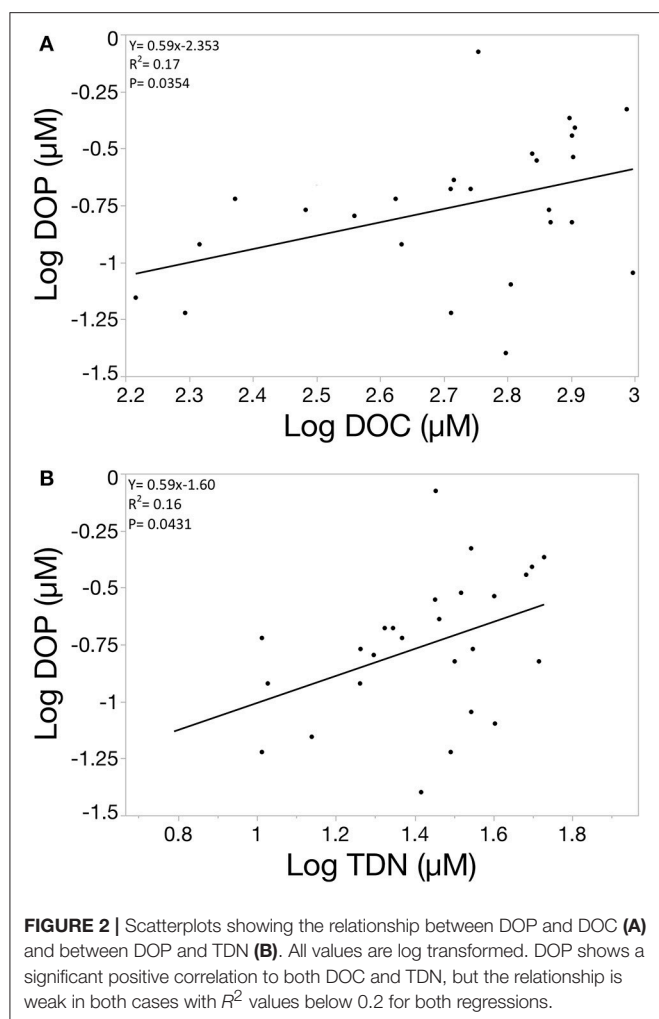 A
Y= 0.59x-2.353
R²= 0.17
P= 0.0354
0
-0.25
-0.5
-0.75
-1
-1.25
-1.5
Log DOP (µM)
2.2 2.3 2.4 2.5 2.6 2.7 2.8 2.9 3
Log DOC (µM)
B
Y= 0.59x-1.60
R²= 0.16
P= 0.0431
0
-0.25
-0.5
-0.75
-1
-1.25
-1.5
Log DOP (µM)
0.8 1 1.2 1.4 1.6 1.8
Log TDN (µM)
FIGURE 2 | Scatterplots showing the relationship between DOP and DOC (A)
and between DOP and TDN (B). All values are log transformed. DOP shows a
significant positive correlation to both DOC and TDN, but the relationship is
weak in both cases with R² values below 0.2 for both regressions.